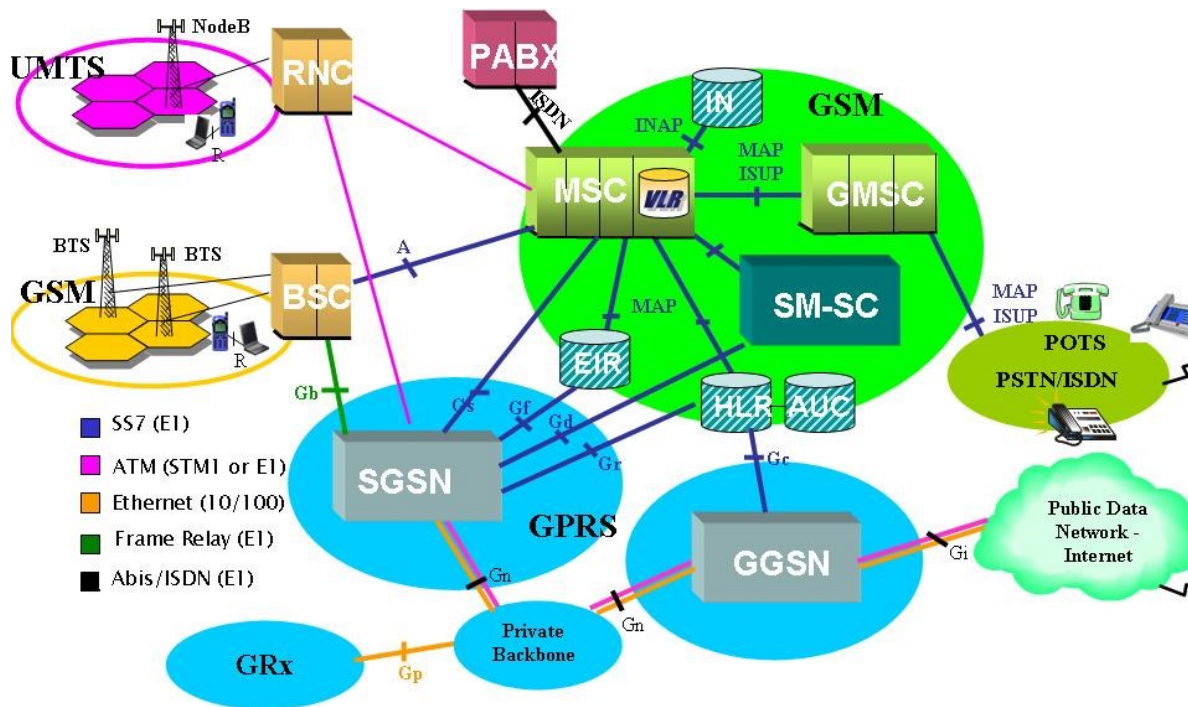 NodeB
UMTS
RNC
R
PABX
ISDN
IN
GSM
INAP
MAP
ISUP
MSC
VLR
GMSC
BTS
BTS
GSM
BSC
R
A
MAP
SM-SC
MAP
ISUP
POTS
PSTN/ISDN
EIR
HLR
AUC
Gb
Gs
Gf
Gd
Gr
Gc
SS7 (E1)
ATM (STM1 or E1)
Ethernet (10/100)
Frame Relay (E1)
Abis/ISDN (E1)
SGSN
GPRS
GGSN
Gi
Public Data
Network -
Internet
Gn
Gn
Private
Backbone
GRx
Gp